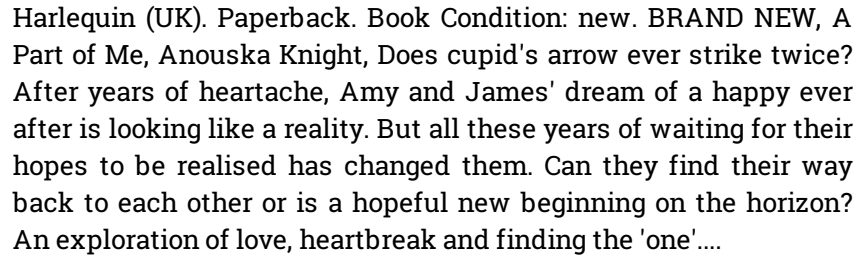 Harlequin (UK). Paperback. Book Condition: new. BRAND NEW, A
Part of Me, Anouska Knight, Does cupid's arrow ever strike twice?
After years of heartache, Amy and James' dream of a happy ever
after is looking like a reality. But all these years of waiting for their
hopes to be realised has changed them. Can they find their way
back to each other or is a hopeful new beginning on the horizon?
An exploration of love, heartbreak and finding the 'one'....